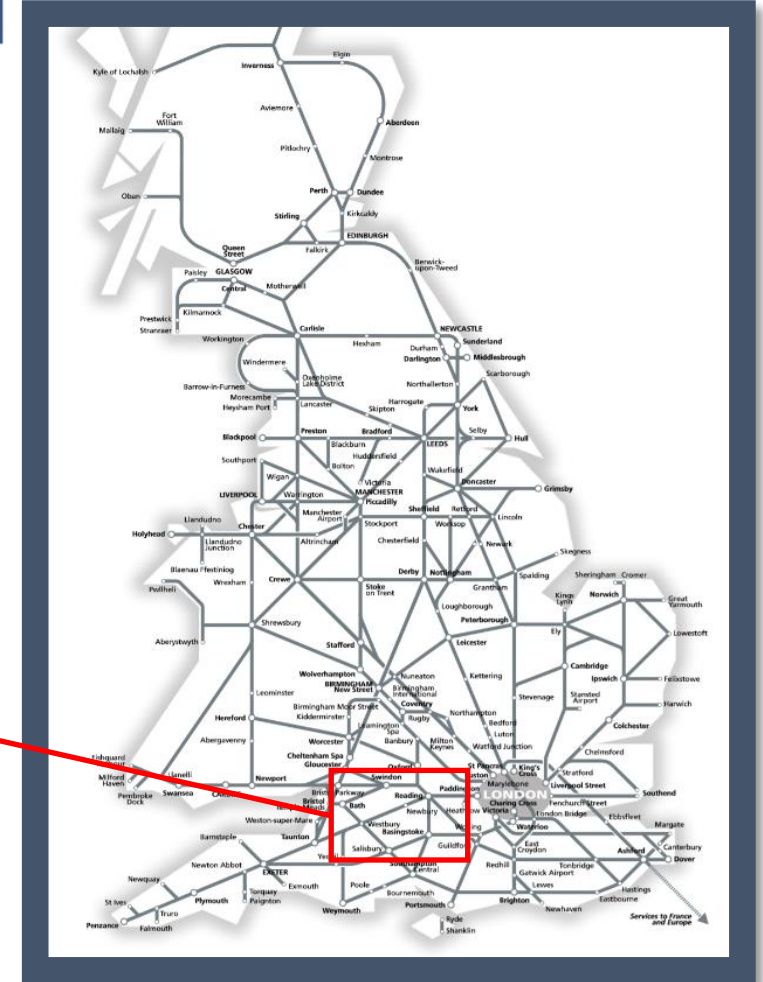 Elgin
Inverness
Kyle of Lochalsh
Aviemore
Fort
William
Aberdeen
Mallaig
Pitlochry
Montrose
Perth
Dundee
Oban
Kirkcaldy
Stirling
EDINBURGH
Queen
Street
Falkirk
Berwick-
upon-Tweed
Paisley
GLASGOW
Central
Motherwell
Kilmarnock
Prestwick
Stranraer
Carlisle
NEWCASTLE
Workington
Hexham
Durham
Sunderland
Darlington
Middlesbrough
Windermere
Scarborough
Oxenholme
Lake District
Northallerton
Barrow-in-Furness
Morecambe
Heysham Port
Lancaster
Harrogate
York
Skipton
Selby
Preston
Bradford
Blackpool
Blackburn
LEEDS
Hull
Huddersfield
Southport
Bolton
Wakefield
Wigan
Victoria
Doncaster
LIVERPOOL
Warrington
MANCHESTER
Piccadilly
Grimsby
Sheffield
Retford
Manchester
Airport
Stockport
Worksop
Lincoln
Llandudno
Chester
Holyhead
Llandudno
Junction
Altrincham
Chesterfield
Newark
Skegness
Blaenau Ffestiniog
Derby
Nottingham
Spalding
Sheringham
Cromer
Pwllheli
Wrexham
Crewe
Stoke
on Trent
Grantham
Kings
Lynn
Norwich
Great
Yarmouth
Loughborough
Peterborough
Shrewsbury
Ely
Lowestoft
Aberystwyth
Stafford
Leicester
Cambridge
Wolverhampton
Nuneaton
Kettering
Ipswich
Felixstowe
BIRMINGHAM
New Street
Birmingham
International
Leominster
Stevenage
Stansted
Airport
Harwich
Birmingham Moor Street
Coventry
Kidderminster
Rugby
Northampton
Hereford
Leamington
Spa
Bedford
Colchester
Abergavenny
Worcester
Banbury
Milton
Keynes
Luton
Watford Junction
Chelmsford
Cheltenham Spa
Gloucester
Oxford
St Pancras
King's
Cross
Stratford
Milford
Haven
Llanelli
Newport
Swindon
Marylebone
Liverpool Street
Pembroke
Dock
Swansea
Parkway
Reading
Paddington
LONDON
Southend
Bristol
Bath
Newbury
Charing Cross
Fenchurch Street
Weston-super-Mare
Heathrow
Victoria
London Bridge
Ebbsfleet
Westbury
Basingstoke
Waterloo
Margate
Barnstaple
Taunton
Salisbury
Guildford
East
Croydon
Canterbury
Ashford
Dover
Newton Abbot
EXETER
Southampton
Central
Redhill
Tonbridge
Gatwick Airport
Newquay
Exmouth
Poole
Lewes
Hastings
Torquay
Paignton
Bournemouth
Eastbourne
St Ives
Plymouth
Weymouth
Portsmouth
Brighton
Newhaven
Truro
Penzance
Falmouth
Ryde
Shanklin
Services to France
and Europe